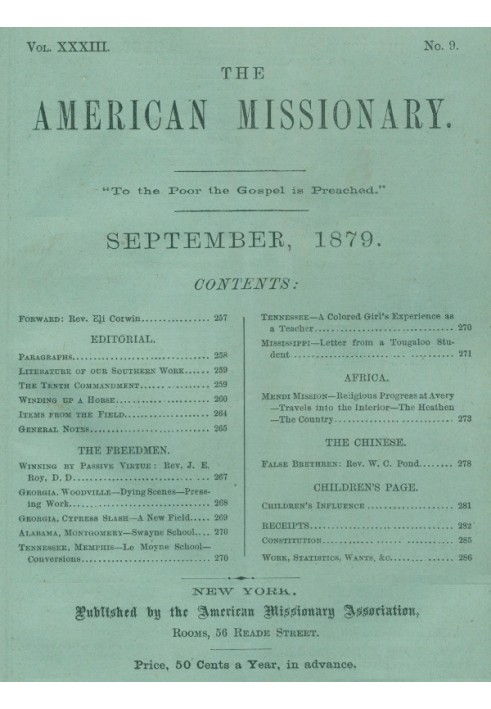 Vol. XXXIII.
No. 9.
THE
AMERICAN MISSIONARY.
"To the Poor the Gospel is Preached."
SEPTEMBER, 1879.
CONTENTS:
Forward: Rev. Eli Corwin................ 257
EDITORIAL.
Paragraphs................ 258
Literature of our Southern Work...... 259
The Tenth Commandment................ 259
Winding up a Horse................ 260
Items from the Field................ 264
General Notes................ 265
THE FREEDMEN.
Winning by Passive Virtue: Rev. J. E.
Roy, D. D................ 267
Georgia, Woodville—Dying Scenes—Press-
ing Work................ 268
Georgia, Cypress Slash—A New Field..... 269
Alabama, Montgomery—Swayne School.... 270
Tennessee, Memphis—Le Moyne School—
Conversions................ 270
Tennessee—A Colored Girl's Experience as
a Teacher................ 270
Mississippi—Letter from a Tougaloo Stu-
dent................ 271
AFRICA.
Mendi Mission—Religious Progress at Avery
—Travels into the Interior—The Heathen
—The Country................ 273
THE CHINESE.
False Brethren: Rev. W. C. Pond........ 278
CHILDREN'S PAGE.
Children's Influence................ 281
Receipts................ 282
Constitution................ 285
Work, Statistics, Wants, &c............ 286
NEW YORK.
Published by the American Missionary Association,
Rooms, 56 Reade Street.
Price, 50 Cents a Year, in advance.